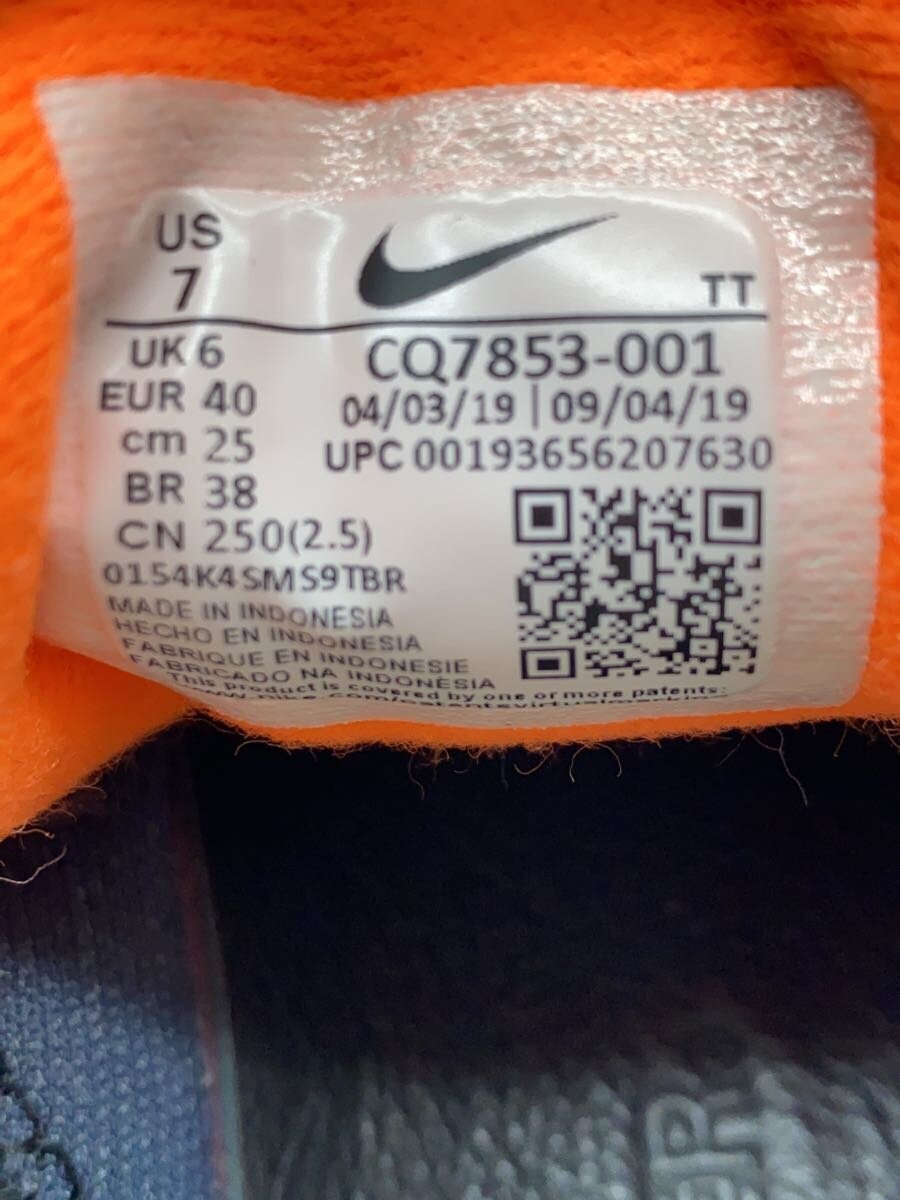 US
7
TT
UK 6
CQ7853-001
EUR 40
04/03/19 | 09/04/19
cm 25
UPC 00193656207630
BR 38
CN 250(2.5)
0154K4SMS9TBR
MADE IN INDONESIA
HECHO EN INDONESIA
FABRIQUE EN INDONESIE
FABRICADO NA INDONESIA
This product is covered by one or more patents: